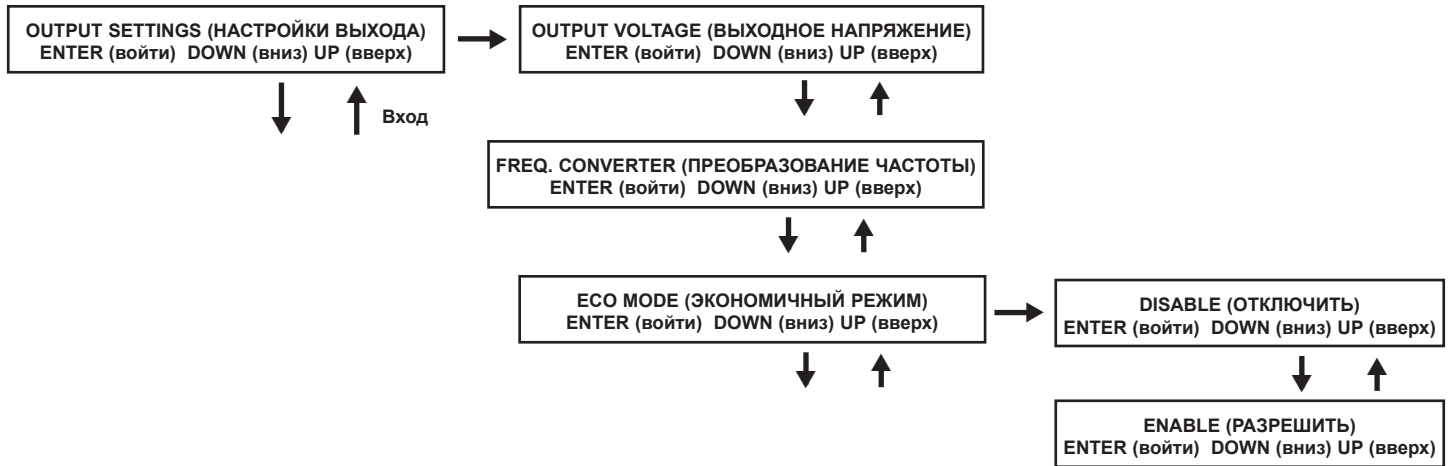 OUTPUT SETTINGS (НАСТРОЙКИ ВЫХОДА)
ENTER (войти) DOWN (вниз) UP (вверх)
Вход
OUTPUT VOLTAGE (ВЫХОДНОЕ НАПРЯЖЕНИЕ)
ENTER (войти) DOWN (вниз) UP (вверх)
FREQ. CONVERTER (ПРЕОБРАЗОВАНИЕ ЧАСТОТЫ)
ENTER (войти) DOWN (вниз) UP (вверх)
ECO MODE (ЭКОНОМИЧНЫЙ РЕЖИМ)
ENTER (войти) DOWN (вниз) UP (вверх)
DISABLE (ОТКЛЮЧИТЬ)
ENTER (войти) DOWN (вниз) UP (вверх)
ENABLE (РАЗРЕШИТЬ)
ENTER (войти) DOWN (вниз) UP (вверх)